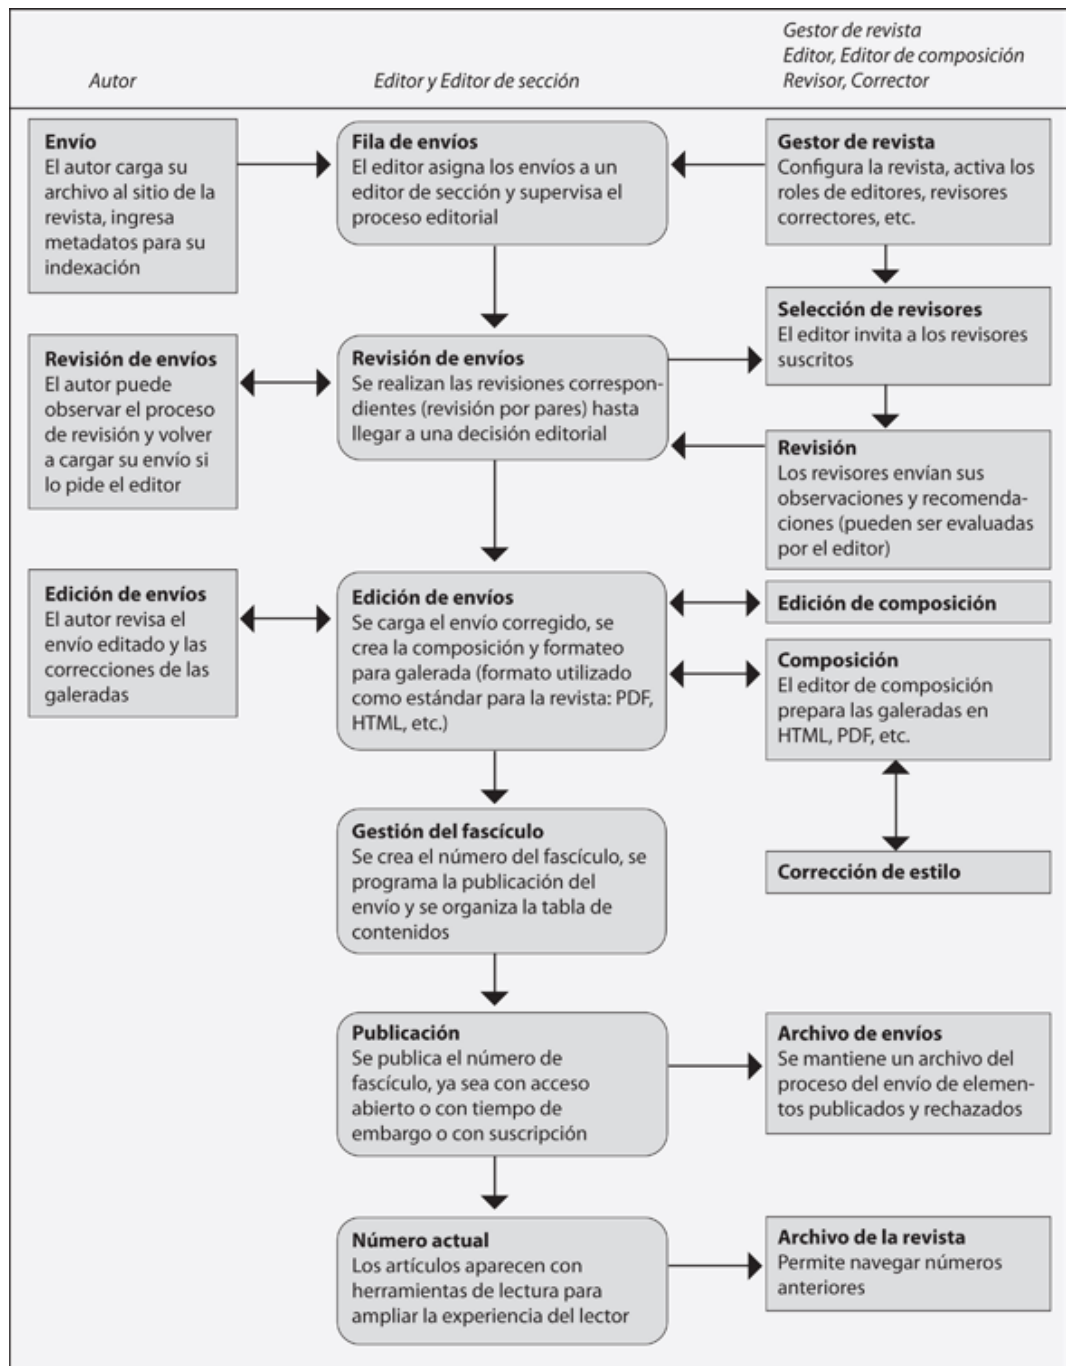 Autor
Editor y Editor de sección
Gestor de revista
Editor, Editor de composición
Revisor, Corrector
Envío
El autor carga su
archivo al sitio de la
revista, ingresa
metadatos para su
indexación
Fila de envíos
El editor asigna los envíos a un
editor de sección y supervisa el
proceso editorial
Gestor de revista
Configura la revista, activa los
roles de editores, revisores
correctores, etc.
Selección de revisores
El editor invita a los revisores
suscritos
Revisión de envíos
El autor puede
observar el proceso
de revisión y volver
a cargar su envío si
lo pide el editor
Revisión de envíos
Se realizan las revisiones correspon-
dientes (revisión por pares) hasta
llegar a una decisión editorial
Revisión
Los revisores envían sus
observaciones y recomenda-
ciones (pueden ser evaluadas
por el editor)
Edición de envíos
El autor revisa el
envío editado y las
correcciones de las
galeradas
Edición de envíos
Se carga el envío corregido, se
crea la composición y formateo
para galerada (formato utilizado
como estándar para la revista: PDF,
HTML, etc.)
Edición de composición
Composición
El editor de composición
prepara las galeradas en
HTML, PDF, etc.
Corrección de estilo
Gestión del fascículo
Se crea el número del fascículo, se
programa la publicación del
envío y se organiza la tabla de
contenidos
Publicación
Se publica el número de
fascículo, ya sea con acceso
abierto o con tiempo de
embargo o con suscripción
Archivo de envíos
Se mantiene un archivo del
proceso del envío de elemen-
tos publicados y rechazados
Número actual
Los artículos aparecen con
herramientas de lectura para
ampliar la experiencia del lector
Archivo de la revista
Permite navegar números
anteriores